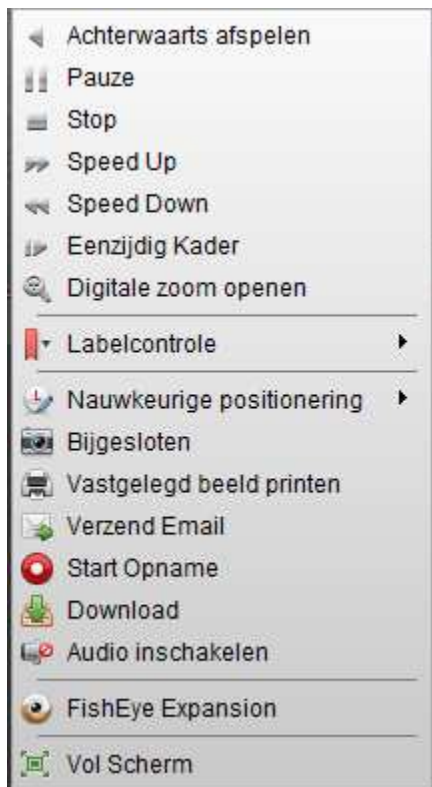 Achterwaarts afspelen
Pauze
Stop
Speed Up
Speed Down
Eenzijdig Kader
Digitale zoom openen
Labelcontrole
Nauwkeurige positionering
Bijgesloten
Vastgelegd beeld printen
Verzend Email
Start Opname
Download
Audio inschakelen
FishEye Expansion
Vol Scherm